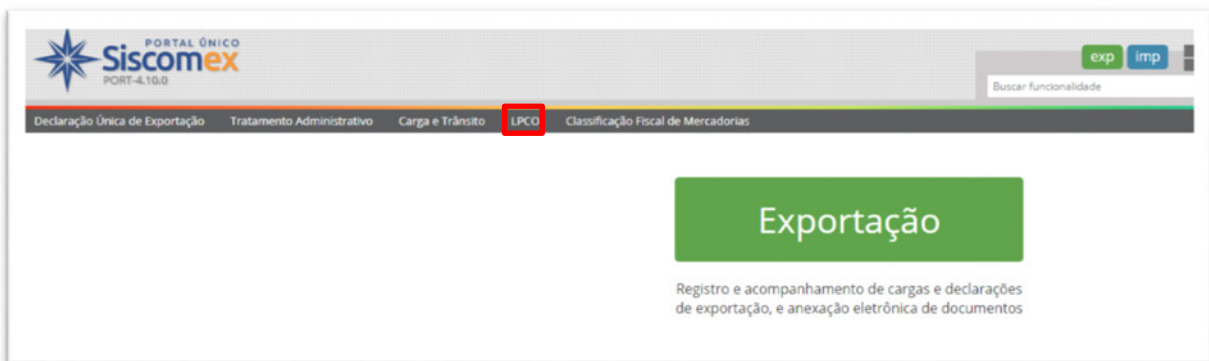 PORTAL ÚNICO
Siscomex
PORT-4.10.0
exp imp
Buscar funcionalidade
Declaração Única de Exportação Tratamento Administrativo Carga e Trânsito LPCO Classificação Fiscal de Mercadorias
Exportação
Registro e acompanhamento de cargas e declarações
de exportação, e anexação eletrônica de documentos